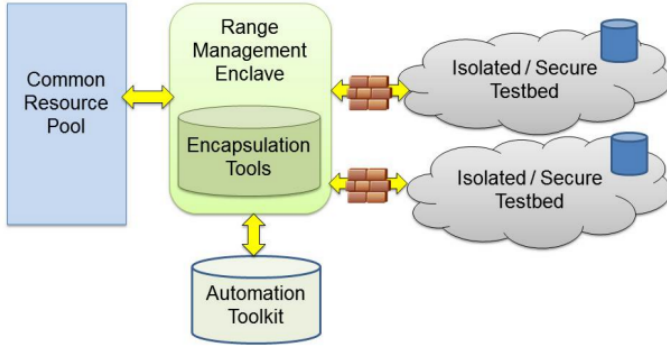 Common
Resource
Pool
Range
Management
Enclave
Encapsulation
Tools
Automation
Toolkit
Isolated / Secure
Testbed
Isolated / Secure
Testbed